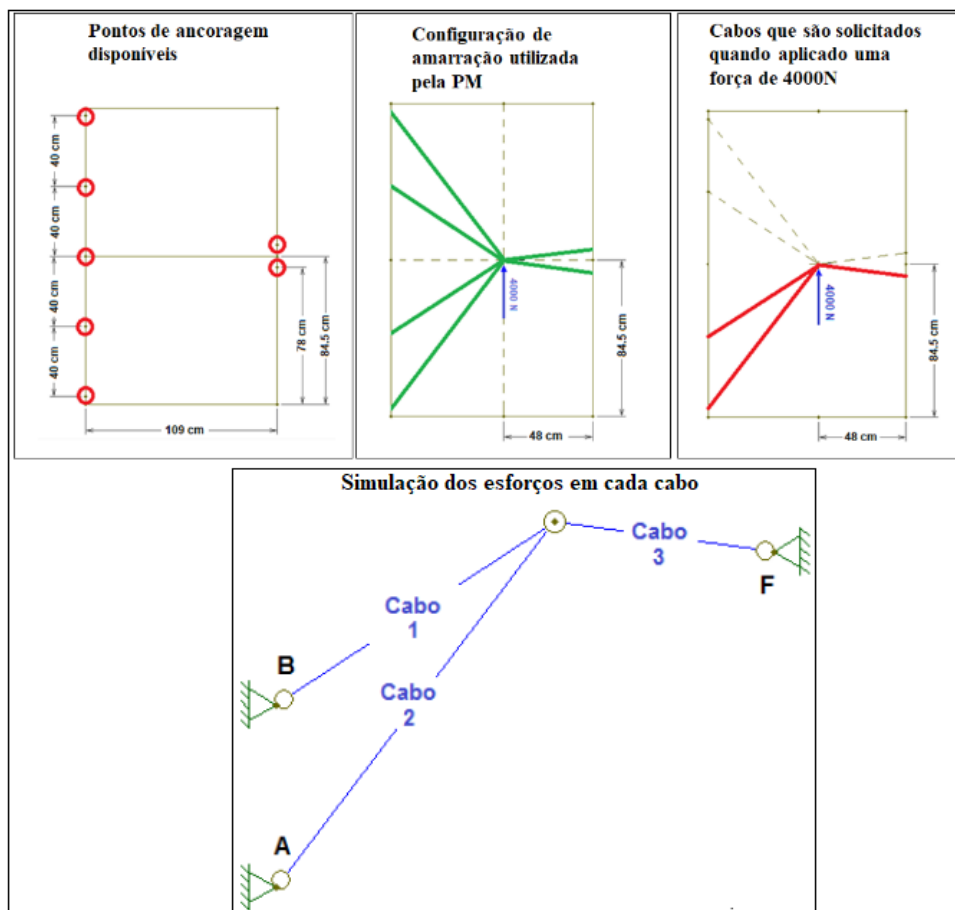 Pontos de ancoragem
disponíveis
40 cm
40 cm
40 cm
40 cm
78 cm
84.5 cm
109 cm
Configuração de
amarração utilizada
pela PM
4000 N
84.5 cm
48 cm
Cabos que são solicitados
quando aplicado uma
força de 4000N
4000 N
84.5 cm
48 cm
Simulação dos esforços em cada cabo
Cabo
3
F
Cabo
1
B
Cabo
2
A